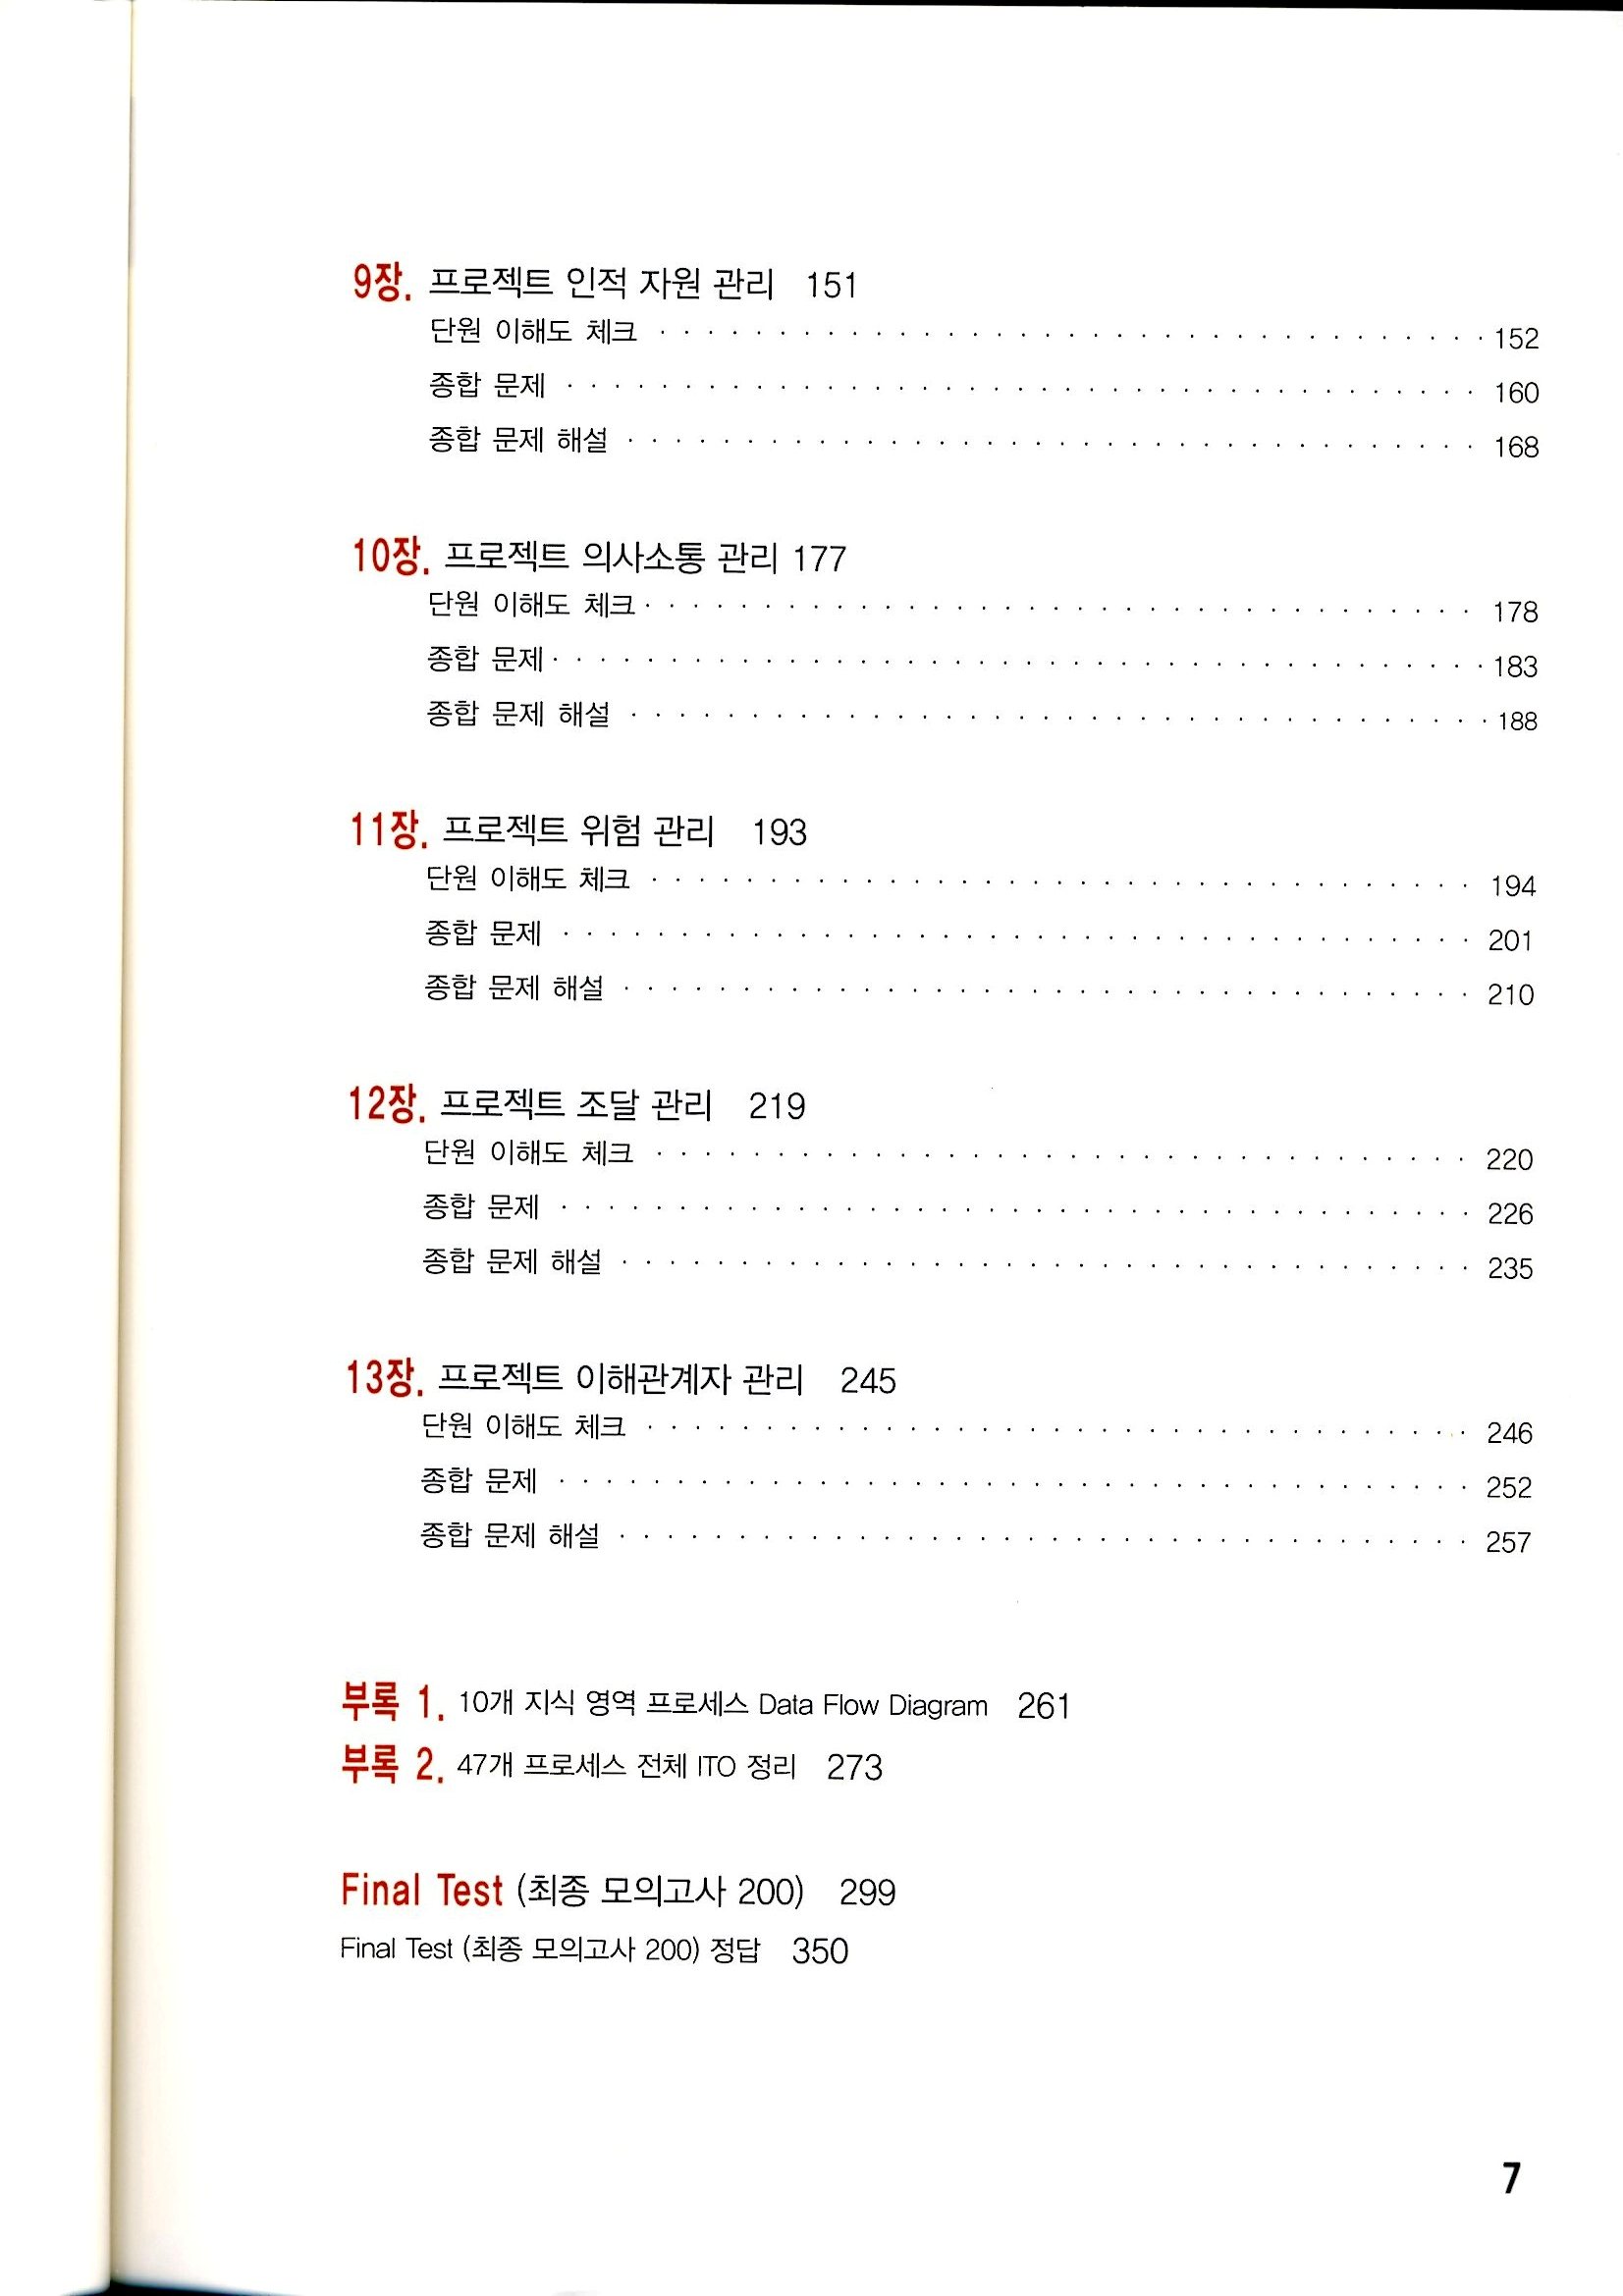 9장. 프로젝트 인적 자원 관리 151
단원 이해도 체크 · · · · · · · · · · · · · · · · · · · · · · · · · · · · · · · · · · · 152
종합 문제 · · · · · · · · · · · · · · · · · · · · · · · · · · · · · · · · · · · · · · · 160
종합 문제 해설 · · · · · · · · · · · · · · · · · · · · · · · · · · · · · · · · · · · · 168
10장. 프로젝트 의사소통 관리 177
단원 이해도 체크 · · · · · · · · · · · · · · · · · · · · · · · · · · · · · · · · · · · 178
종합 문제 · · · · · · · · · · · · · · · · · · · · · · · · · · · · · · · · · · · · · · · 183
종합 문제 해설 · · · · · · · · · · · · · · · · · · · · · · · · · · · · · · · · · · · · 188
11장. 프로젝트 위험 관리 193
단원 이해도 체크 · · · · · · · · · · · · · · · · · · · · · · · · · · · · · · · · · · · 194
종합 문제 · · · · · · · · · · · · · · · · · · · · · · · · · · · · · · · · · · · · · · · 201
종합 문제 해설 · · · · · · · · · · · · · · · · · · · · · · · · · · · · · · · · · · · · 210
12장. 프로젝트 조달 관리 219
단원 이해도 체크 · · · · · · · · · · · · · · · · · · · · · · · · · · · · · · · · · · · 220
종합 문제 · · · · · · · · · · · · · · · · · · · · · · · · · · · · · · · · · · · · · · · 226
종합 문제 해설 · · · · · · · · · · · · · · · · · · · · · · · · · · · · · · · · · · · · 235
13장. 프로젝트 이해관계자 관리 245
단원 이해도 체크 · · · · · · · · · · · · · · · · · · · · · · · · · · · · · · · · · · · 246
종합 문제 · · · · · · · · · · · · · · · · · · · · · · · · · · · · · · · · · · · · · · · 252
종합 문제 해설 · · · · · · · · · · · · · · · · · · · · · · · · · · · · · · · · · · · · 257
부록 1. 10개 지식 영역 프로세스 Data Flow Diagram 261
부록 2. 47개 프로세스 전체 ITO 정리 273
Final Test (최종 모의고사 200) 299
Final Test (최종 모의고사 200) 정답 350
7